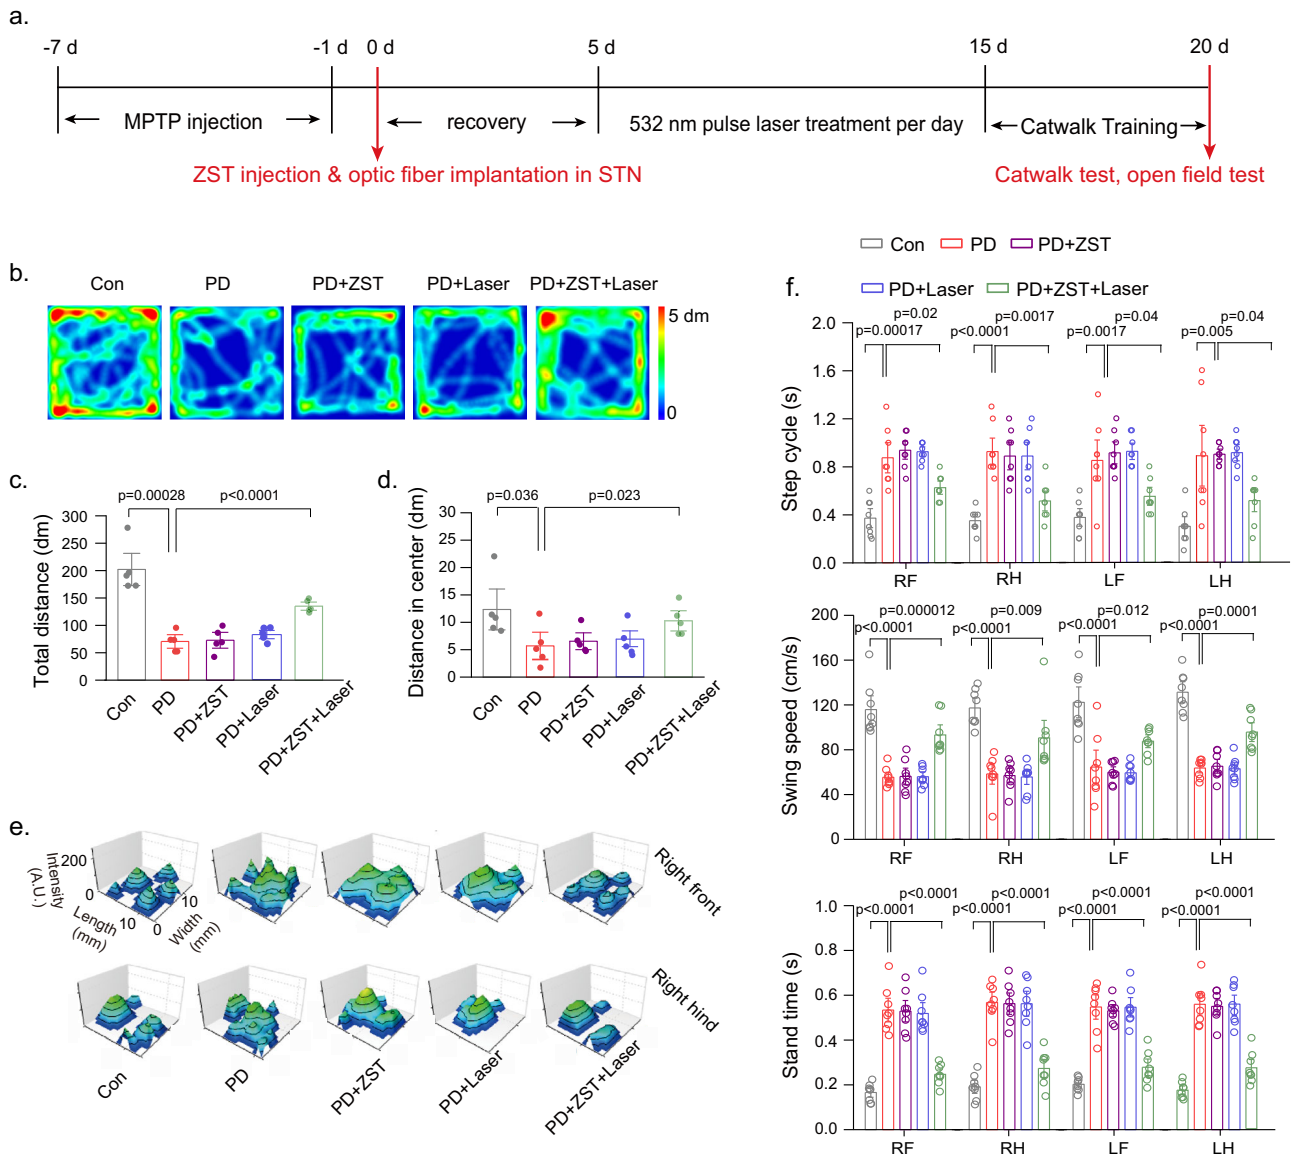 a.
-7 d
-1 d
0 d
5 d
15 d
20 d
MPTP injection
recovery
532 nm pulse laser treatment per day
Catwalk Training
ZST injection & optic fiber implantation in STN
Catwalk test, open field test
b.
Con
PD
PD+ZST
PD+Laser
PD+ZST+Laser
5 dm
0
c.
p=0.00028
p<0.0001
Total distance (dm)
300
250
200
150
100
50
0
Con
PD
PD+ZST
PD+Laser
PD+ZST+Laser
d.
p=0.036
p=0.023
Distance in center (dm)
30
25
20
15
10
5
0
Con
PD
PD+ZST
PD+Laser
PD+ZST+Laser
e.
Intensity
(A.U.)
200
0
Length
(mm)
10
0
10
Width
(mm)
Right front
Right hind
Con
PD
PD+ZST
PD+Laser
PD+ZST+Laser
Con
PD
PD+ZST
PD+Laser
PD+ZST+Laser
f.
Step cycle (s)
2.0
1.6
1.2
0.8
0.4
0.0
p=0.02
p=0.00017
p=0.0017
p<0.0001
p=0.04
p=0.0017
p=0.04
p=0.005
RF
RH
LF
LH
Swing speed (cm/s)
200
160
120
80
40
0
p=0.000012
p<0.0001
p=0.009
p<0.0001
p=0.012
p<0.0001
p=0.0001
p<0.0001
RF
RH
LF
LH
Stand time (s)
1.0
0.8
0.6
0.4
0.2
0.0
p<0.0001
p<0.0001
p<0.0001
p<0.0001
p<0.0001
p<0.0001
p<0.0001
p<0.0001
RF
RH
LF
LH